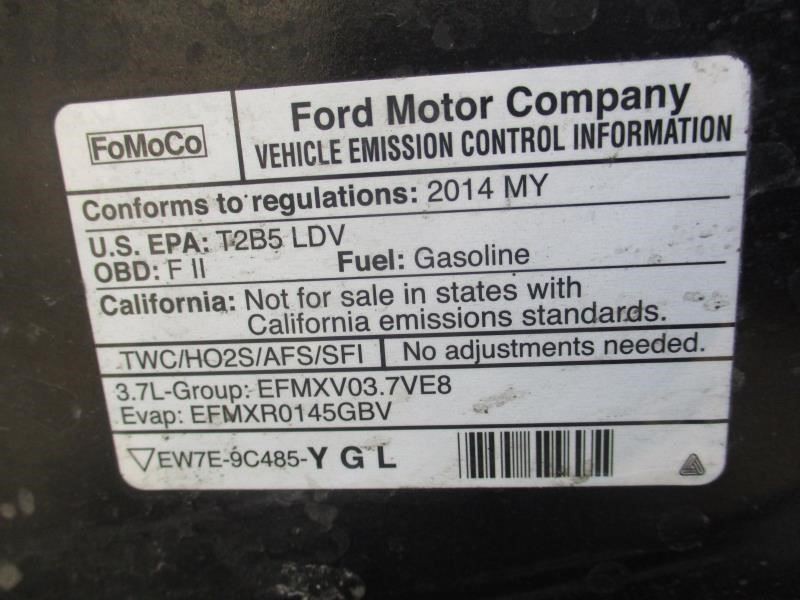 FoMoCo
Ford Motor Company
VEHICLE EMISSION CONTROL INFORMATION
Conforms to regulations: 2014 MY
U.S. EPA: T2B5 LDV
OBD: F II Fuel: Gasoline
California: Not for sale in states with
California emissions standards.
TWC/HO2S/AFS/SFI No adjustments needed.
3.7L-Group: EFMXV03.7VE8
Evap: EFMXR0145GBV
EW7E-9C485-Y G L